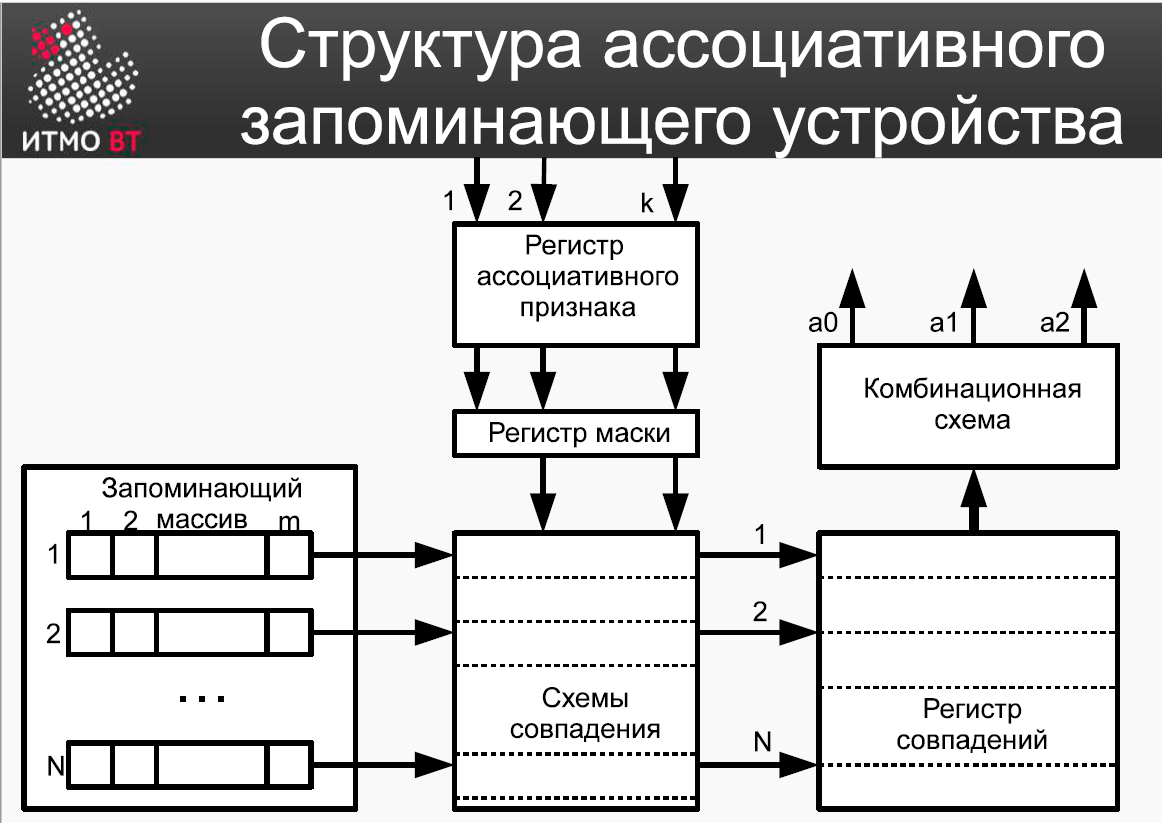 ИТМО ВТ
Структура ассоциативного
запоминающего устройства
1 2 k
Регистр
ассоциативного
признака
a0 a1 a2
Комбинационная
схема
Регистр маски
Запоминающий
массив
1 2 m
1
2
...
N
Схемы
совпадения
1
2
N
Регистр
совпадений